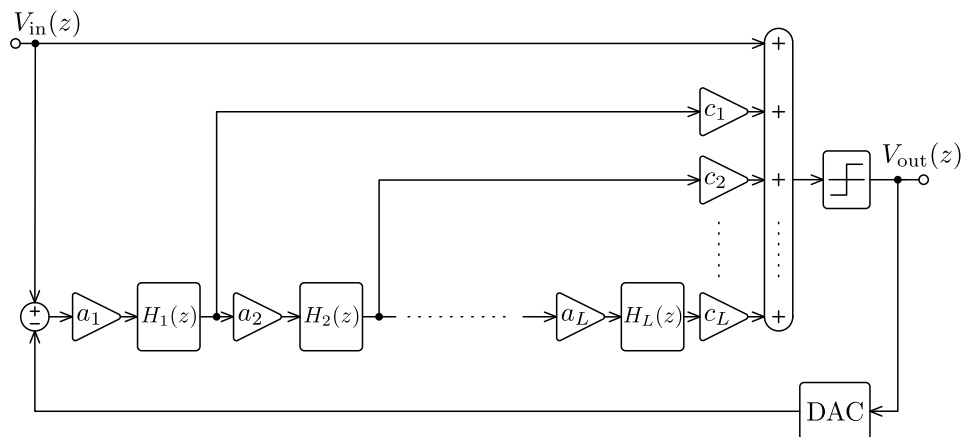 V_in(z)
+
c_1
+
c_2
+
V_out(z)
+
−
a_1
H_1(z)
a_2
H_2(z)
a_L
H_L(z)
c_L
+
DAC